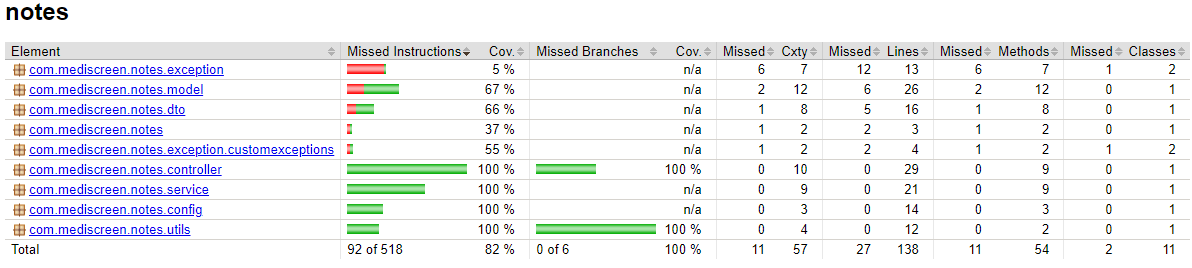 notes
Element Missed Instructions Cov. Missed Branches Cov. Missed Cxty Missed Lines Missed Methods Missed Classes
com.mediscreen.notes.exception 5 % n/a 6 7 12 13 6 7 1 2
com.mediscreen.notes.model 67 % n/a 2 12 6 26 2 12 0 1
com.mediscreen.notes.dto 66 % n/a 1 8 5 16 1 8 0 1
com.mediscreen.notes 37 % n/a 1 2 2 3 1 2 0 1
com.mediscreen.notes.exception.customexceptions 55 % n/a 1 2 2 4 1 2 1 2
com.mediscreen.notes.controller 100 % 100 % 0 10 0 29 0 9 0 1
com.mediscreen.notes.service 100 % n/a 0 9 0 21 0 9 0 1
com.mediscreen.notes.config 100 % n/a 0 3 0 14 0 3 0 1
com.mediscreen.notes.utils 100 % 100 % 0 4 0 12 0 2 0 1
Total 92 of 518 82 % 0 of 6 100 % 11 57 27 138 11 54 2 11